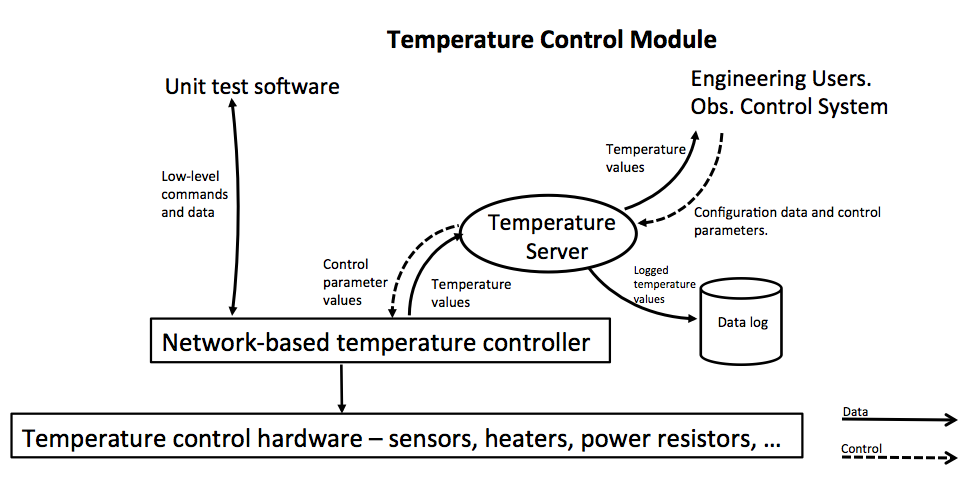 Temperature Control Module
Unit test software
Engineering Users.
Obs. Control System
Temperature
values
Low-level
commands
and data
Configuration data and control
parameters.
Temperature
Server
Control
parameter
values
Temperature
values
Logged
temperature
values
Data log
Network-based temperature controller
Data
Temperature control hardware – sensors, heaters, power resistors, ...
Control